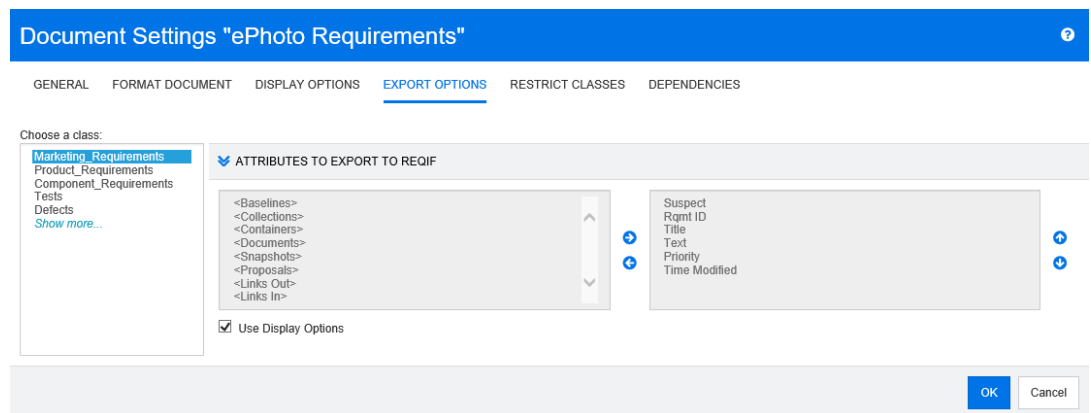 Document Settings "ePhoto Requirements"
GENERAL FORMAT DOCUMENT DISPLAY OPTIONS EXPORT OPTIONS RESTRICT CLASSES DEPENDENCIES
Choose a class:
Marketing_Requirements
Product_Requirements
Component_Requirements
Tests
Defects
Show more...
ATTRIBUTES TO EXPORT TO REQIF
<Baselines>
<Collections>
<Containers>
<Documents>
<Snapshots>
<Proposals>
<Links Out>
<Links In>
Suspect
Rqmt ID
Title
Text
Priority
Time Modified
Use Display Options
OK Cancel